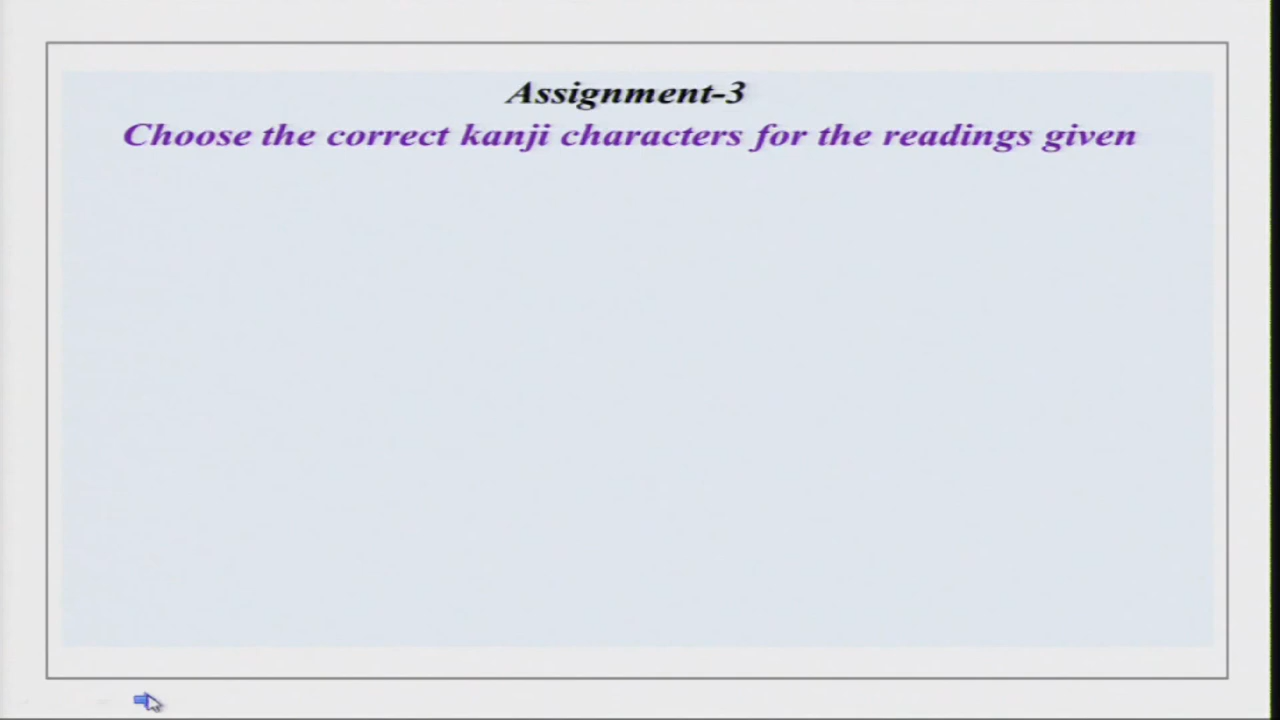 Assignment-3
Choose the correct kanji characters for the readings given